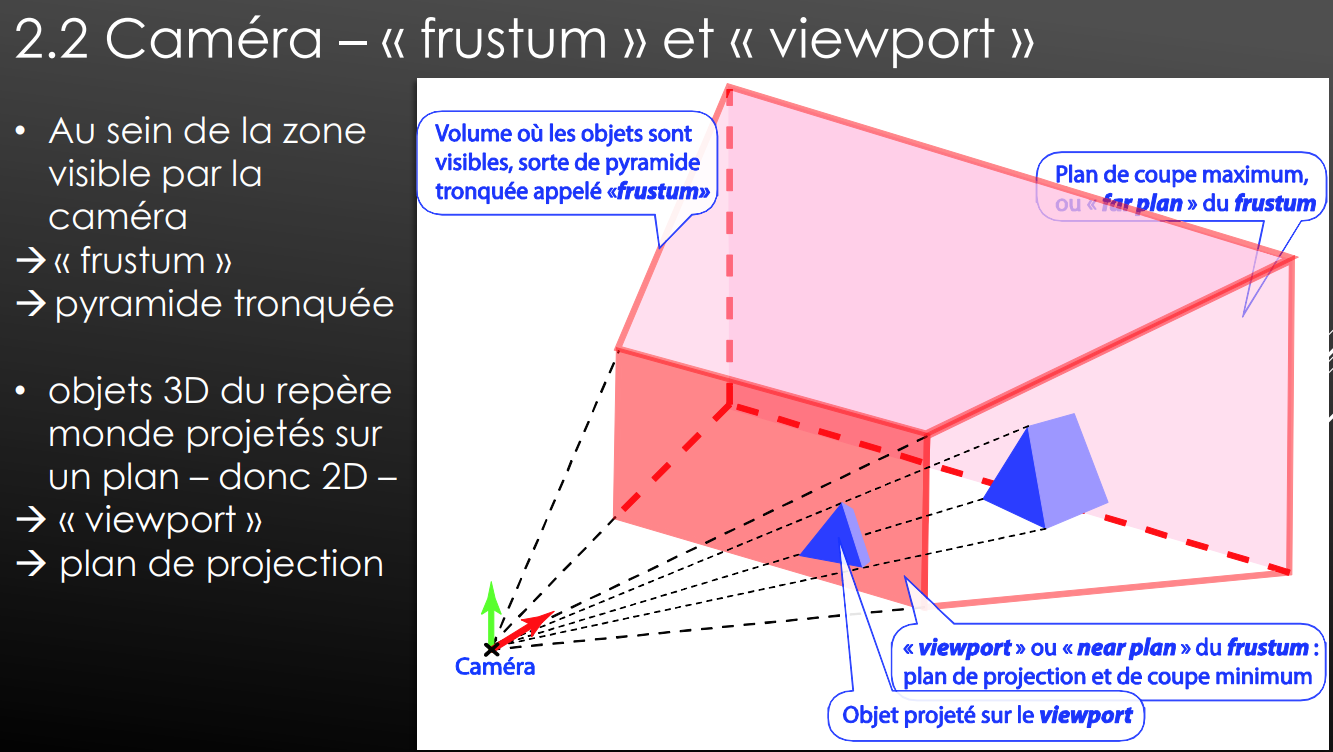 2.2 Caméra – « frustum » et « viewport »
• Au sein de la zone
visible par la
caméra
→ « frustum »
→ pyramide tronquée
• objets 3D du repère
monde projetés sur
un plan – donc 2D –
→ « viewport »
→ plan de projection
Volume où les objets sont
visibles, sorte de pyramide
tronquée appelé «frustum»
Plan de coupe maximum,
ou « far plan » du frustum
Caméra
« viewport » ou « near plan » du frustum :
plan de projection et de coupe minimum
Objet projeté sur le viewport